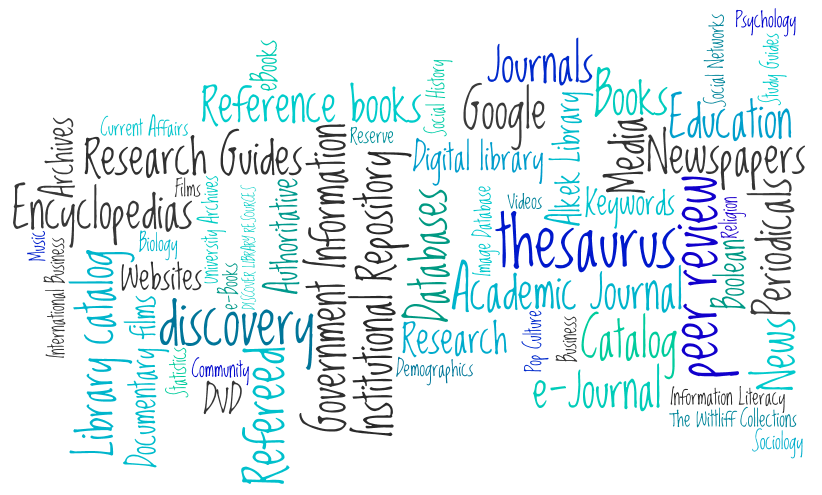 Psychology
Social Networks
Study Guides
eBooks
Journals
Social History
Books
Reference books
Google
Education
Current Affairs
Reserve
Archives
Research Guides
Digital library
Alkek Library
Media
Newspapers
Films
Encyclopedias
University Archives
DISCOVER LIBRARY RESOURCES
Authoritative
Government Information
Institutional Repository
Databases
Image Database
Videos
Keywords
thesaurus
peer review
Religion
Boolean
Periodicals
Music
International Business
Biology
Websites
e-Books
Library catalog
Documentary films
discovery
Academic Journal
Research
Pop Culture
Business
Catalog
News
Statistics
Community
DVD
Refereed
Demographics
e-Journal
Information Literacy
The Wittliff Collections
Sociology